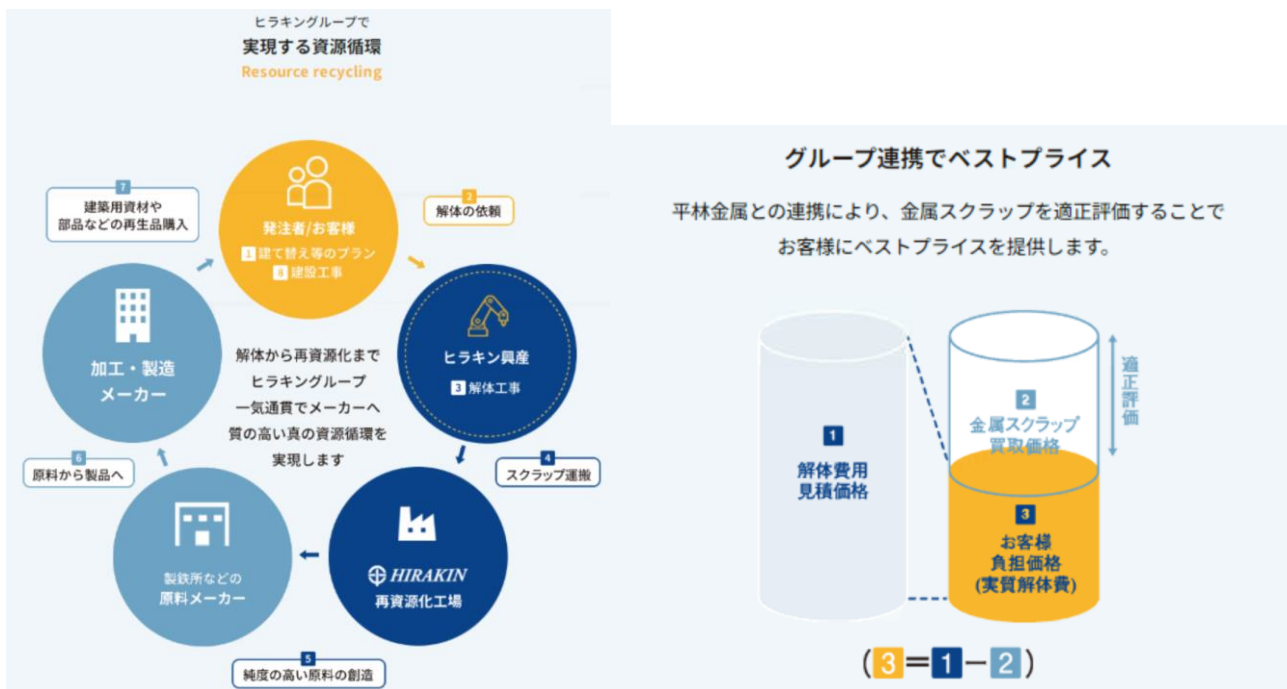 ヒラキングループで
実現する資源循環
Resource recycling
7
建築用資材や
部品などの再生品購入
発注者/お客様
1 建て替え等のプラン
8 建設工事
2
解体の依頼
加工・製造
メーカー
解体から再資源化まで
ヒラキングループ
一気通貫でメーカーへ
質の高い真の資源循環を
実現します
ヒラキン興産
3 解体工事
6
原料から製品へ
4
スクラップ運搬
製鉄所などの
原料メーカー
HIRAKIN
再資源化工場
5
純度の高い原料の創造
グループ連携でベストプライス
平林金属との連携により、金属スクラップを適正評価することで
お客様にベストプライスを提供します。
1
解体費用
見積価格
2
金属スクラップ
買取価格
適正評価
3
お客様
負担価格
(実質解体費)
(3=1-2)